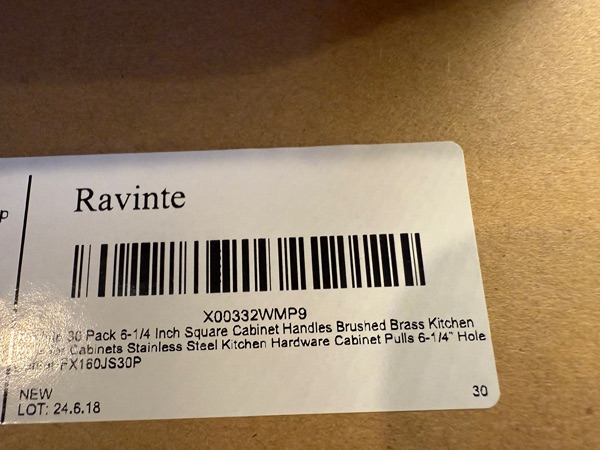 p
Ravinte
X00332WMP9
30 Pack 6-1/4 Inch Square Cabinet Handles Brushed Brass Kitchen
Cabinets Stainless Steel Kitchen Hardware Cabinet Pulls 6-1/4" Hole
FX160JS30P
NEW
30
LOT: 24.6.18